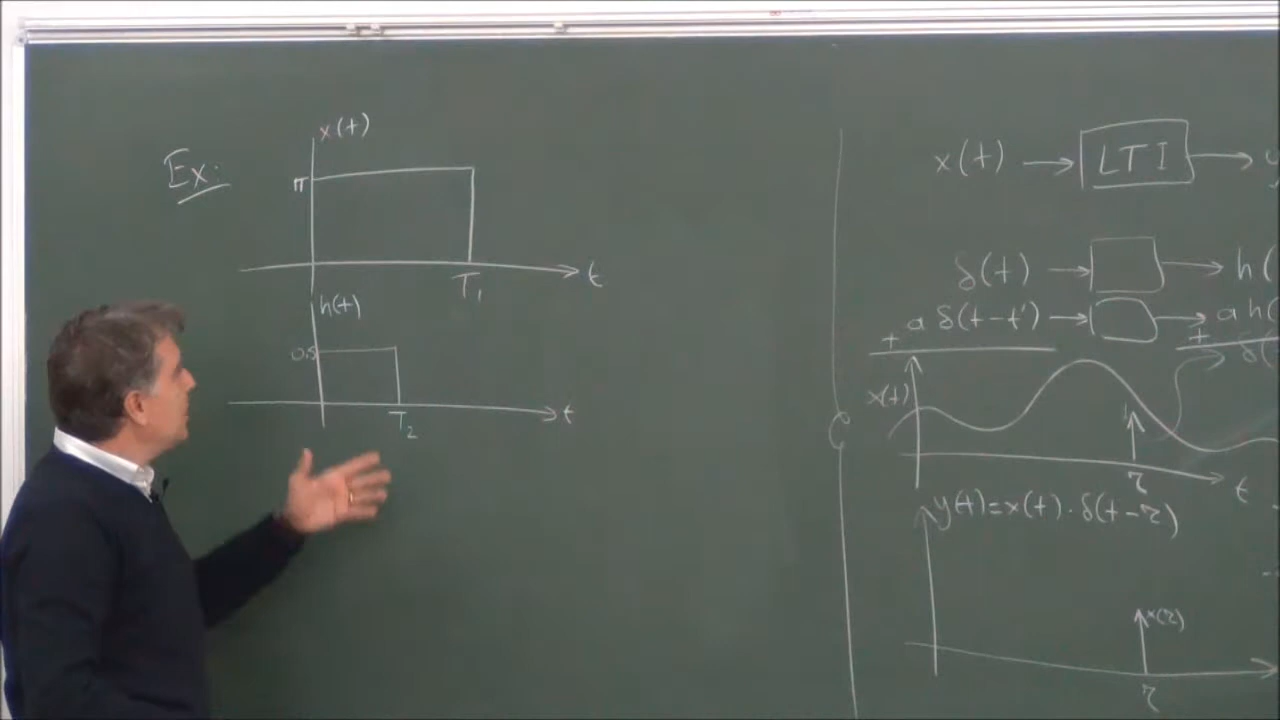 x(t)
Ex:
π
T₁ t
h(t)
0.5
T₂ t
x(t) → LTI →
δ(t) → → h(
a δ(t-t') → → a h(
+ +
δ(
x(t)
τ t
y(t)=x(t)·δ(t-τ)
x(τ)
τ